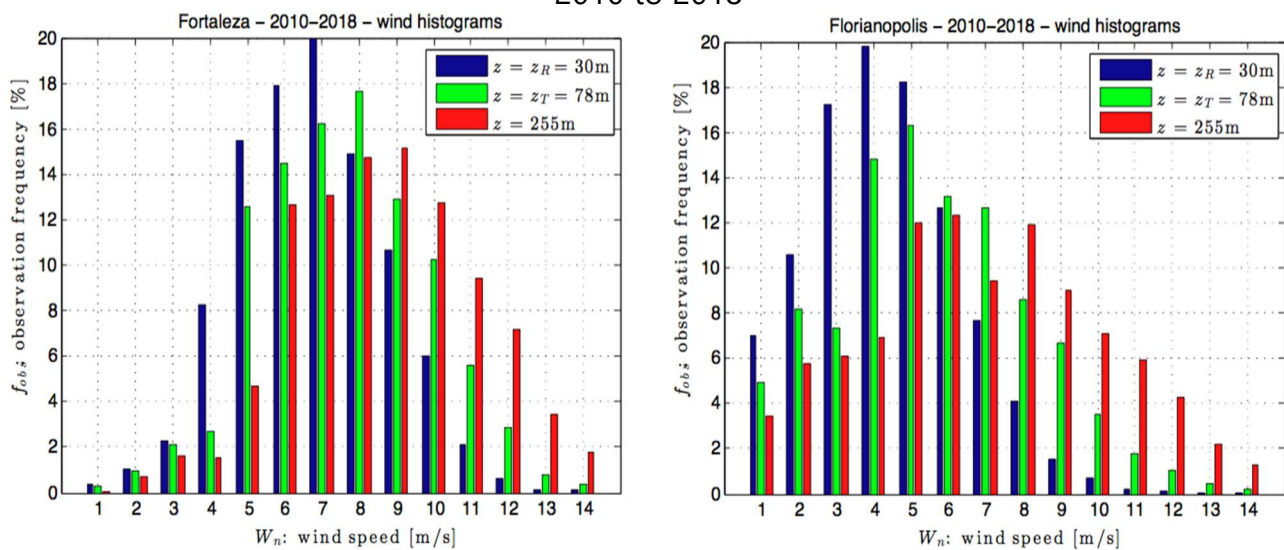 2010 to 2018
Fortaleza – 2010–2018 – wind histograms
z = z_R = 30m
z = z_T = 78m
z = 255m
f_obs observation frequency [%]
20
18
16
14
12
10
8
6
4
2
0
1 2 3 4 5 6 7 8 9 10 11 12 13 14
W_n: wind speed [m/s]
Florianopolis – 2010–2018 – wind histograms
z = z_R = 30m
z = z_T = 78m
z = 255m
f_obs observation frequency [%]
20
18
16
14
12
10
8
6
4
2
0
1 2 3 4 5 6 7 8 9 10 11 12 13 14
W_n: wind speed [m/s]